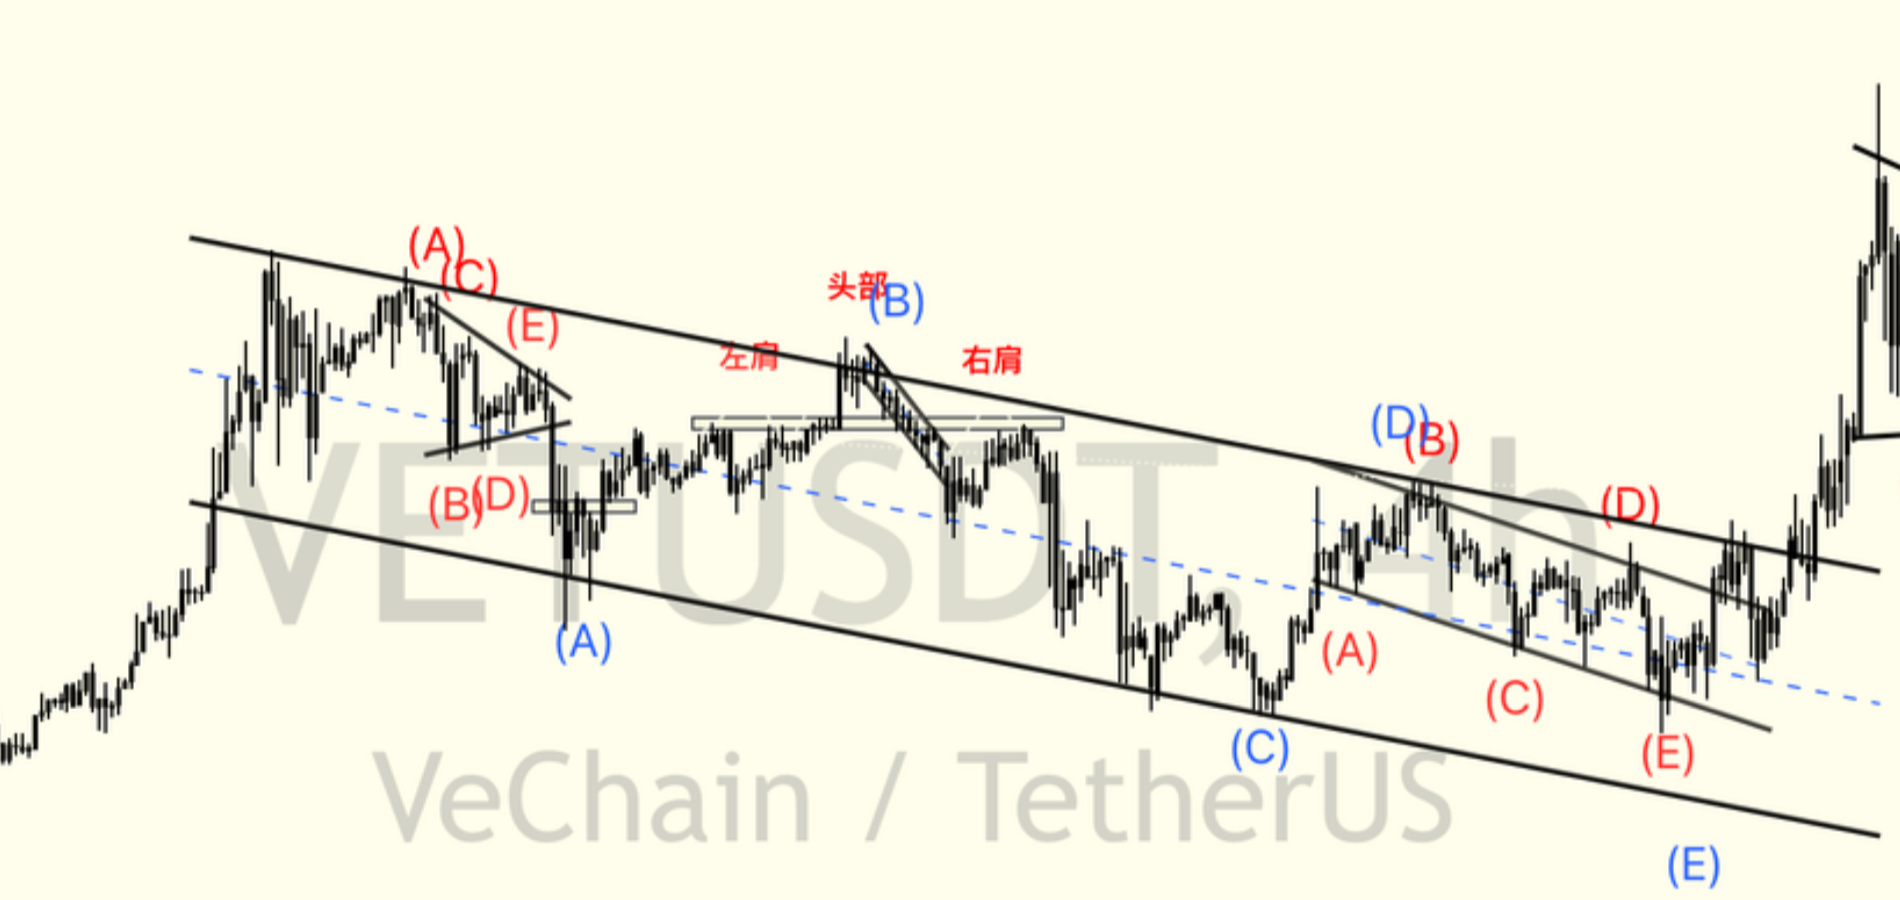 (A)
(C)
(E)
头部
(B)
左肩
右肩
(D)
(B)
(B)
(D)
(D)
VETUSDT, 4h
(A)
(A)
(C)
(C)
(E)
VeChain / TetherUS
(E)